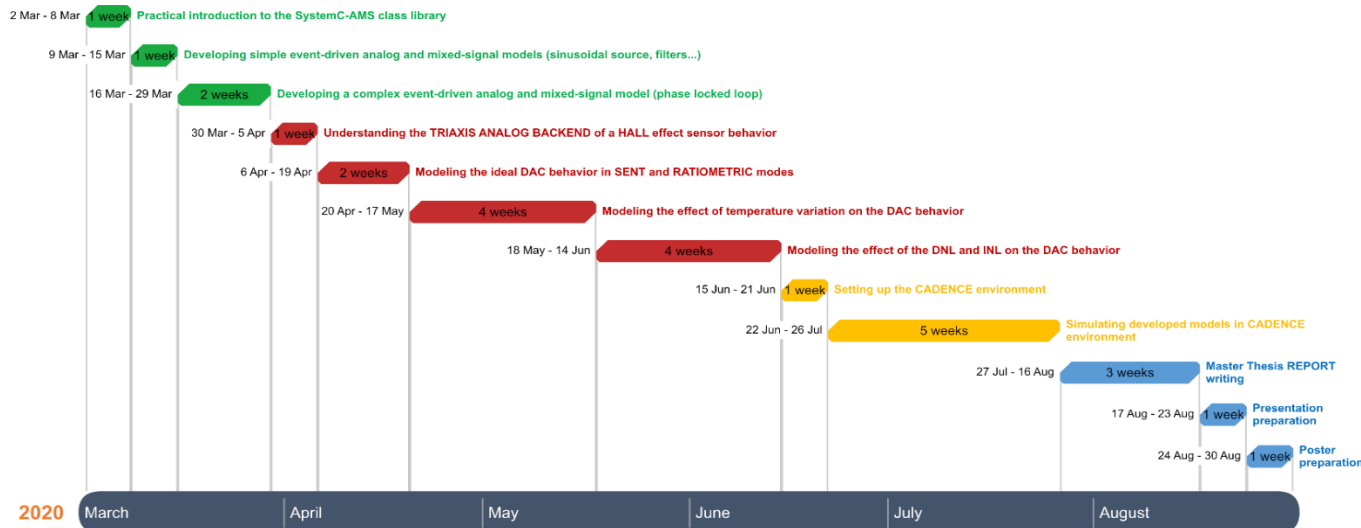 2 Mar - 8 Mar 1 week Practical introduction to the SystemC-AMS class library
9 Mar - 15 Mar 1 week Developing simple event-driven analog and mixed-signal models (sinusoidal source, filters...)
16 Mar - 29 Mar 2 weeks Developing a complex event-driven analog and mixed-signal model (phase locked loop)
30 Mar - 5 Apr 1 week Understanding the TRIAXIS ANALOG BACKEND of a HALL effect sensor behavior
6 Apr - 19 Apr 2 weeks Modeling the ideal DAC behavior in SENT and RATIOMETRIC modes
20 Apr - 17 May 4 weeks Modeling the effect of temperature variation on the DAC behavior
18 May - 14 Jun 4 weeks Modeling the effect of the DNL and INL on the DAC behavior
15 Jun - 21 Jun 1 week Setting up the CADENCE environment
22 Jun - 26 Jul 5 weeks Simulating developed models in CADENCE
environment
27 Jul - 16 Aug 3 weeks Master Thesis REPORT
writing
17 Aug - 23 Aug 1 week Presentation
preparation
24 Aug - 30 Aug 1 week Poster
preparation
2020 March April May June July August